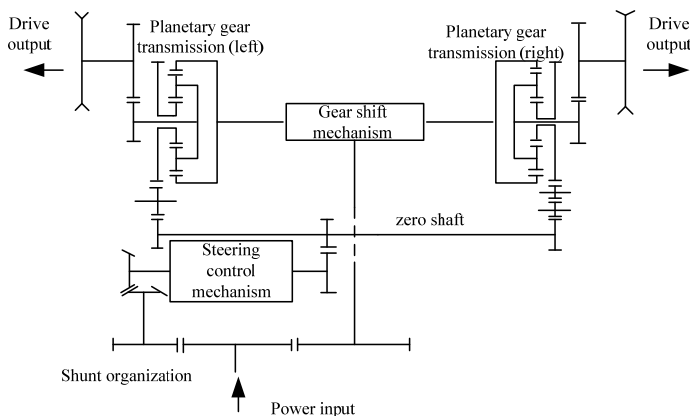 Drive
output
Planetary gear
transmission (left)
Planetary gear
transmission (right)
Drive
output
Gear shift
mechanism
zero shaft
Steering
control
mechanism
Shunt organization
Power input